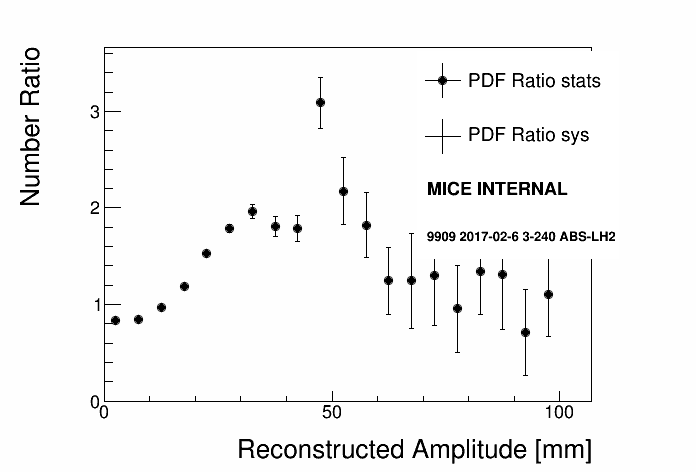 Number Ratio
3
2
1
0
0 50 100
Reconstructed Amplitude [mm]
PDF Ratio stats
PDF Ratio sys
MICE INTERNAL
9909 2017-02-6 3-240 ABS-LH2